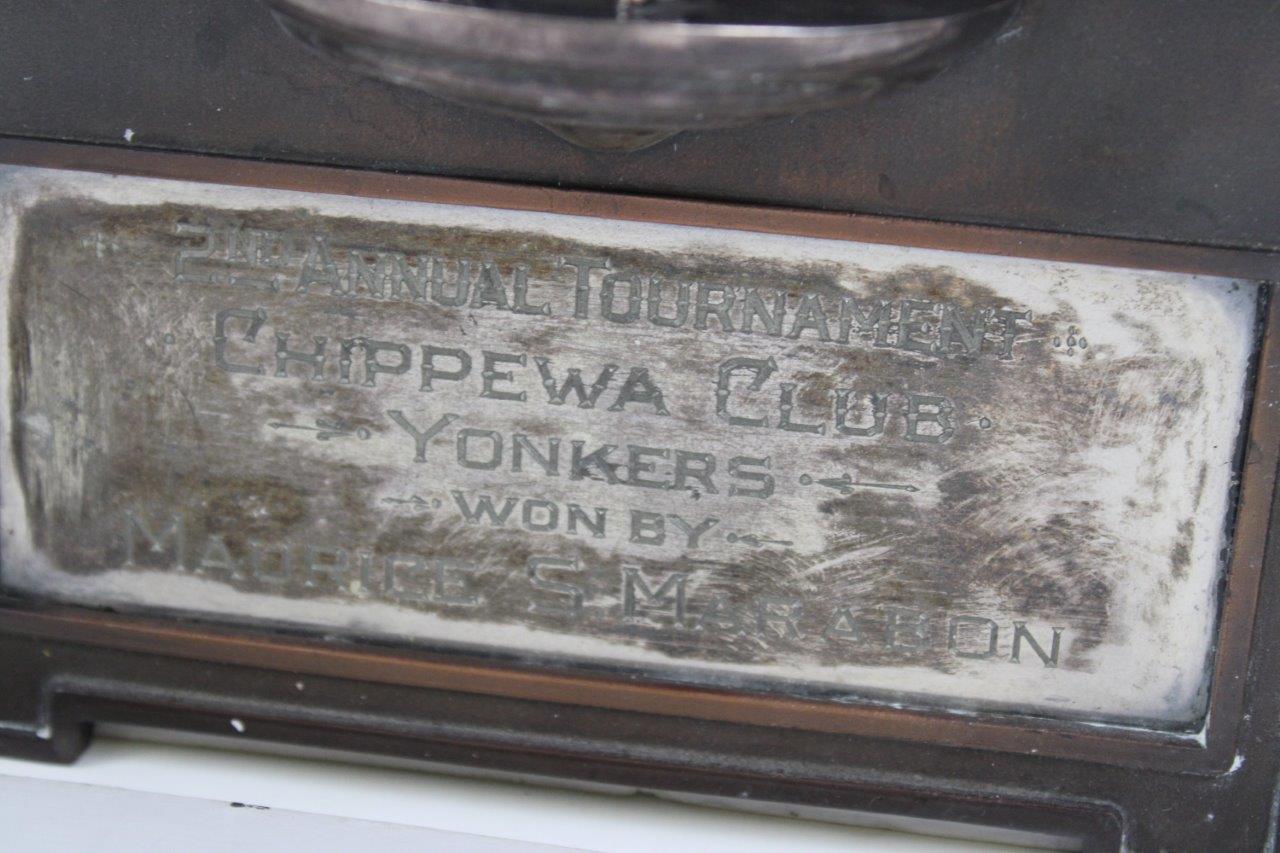 2ND ANNUAL TOURNAMENT
CHIPPEWA CLUB
YONKERS
WON BY
MAURICE S MARABON